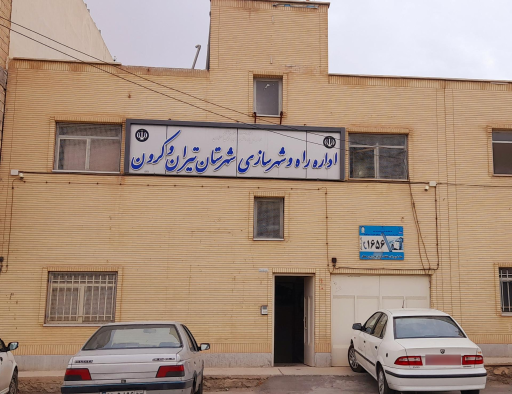 اداره راه و شهرسازی شهرستان تیران و کرون
۱۶۵۶